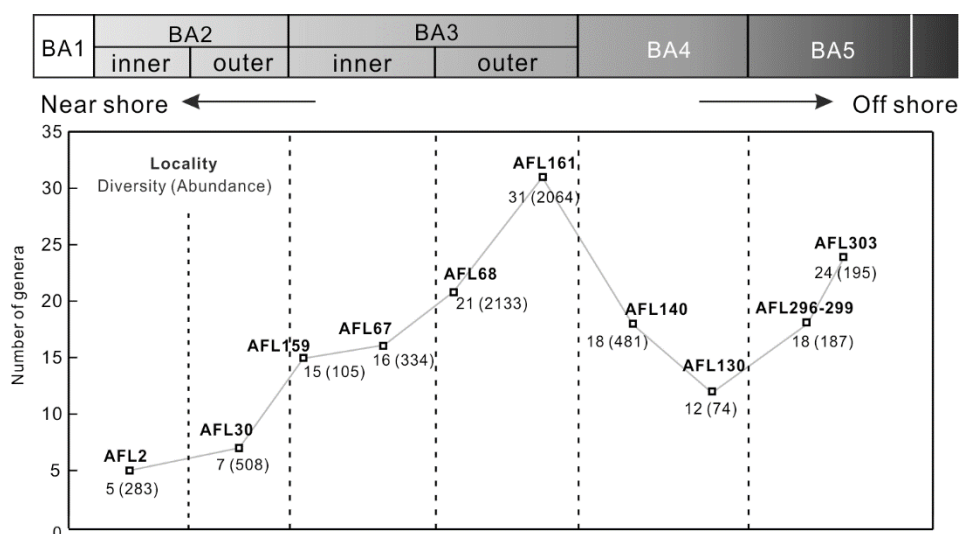 BA1
BA2
BA3
BA4
BA5
inner
outer
inner
outer
Near shore
Off shore
Number of genera
35
30
25
20
15
10
5
0
Locality
Diversity (Abundance)
AFL2
5 (283)
AFL30
7 (508)
AFL159
15 (105)
AFL67
16 (334)
AFL68
21 (2133)
AFL161
31 (2064)
AFL140
18 (481)
AFL130
12 (74)
AFL296-299
18 (187)
AFL303
24 (195)